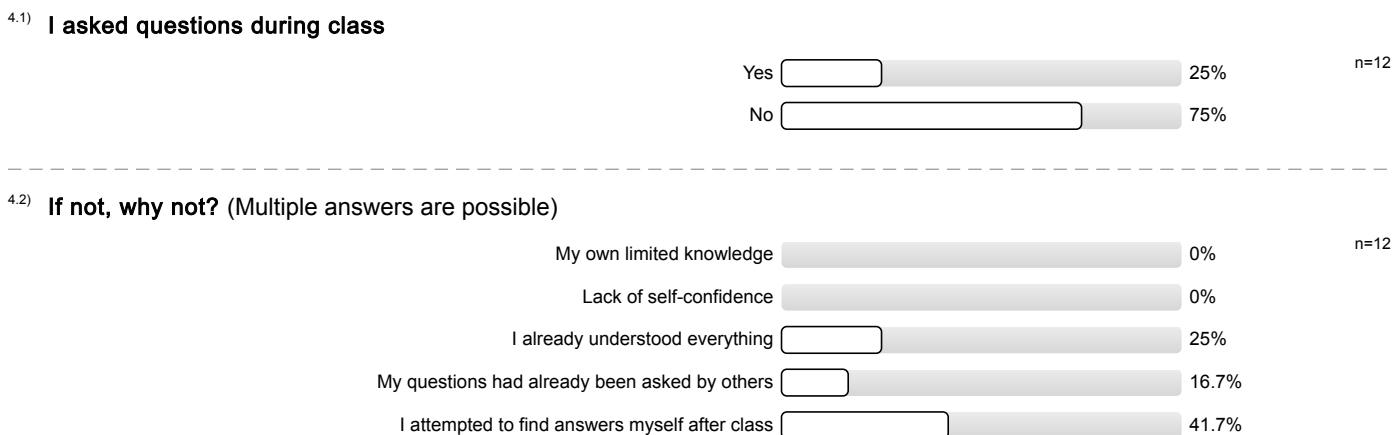 4.1) I asked questions during class
Yes 25% n=12
No 75%
4.2) If not, why not? (Multiple answers are possible)
My own limited knowledge 0% n=12
Lack of self-confidence 0%
I already understood everything 25%
My questions had already been asked by others 16.7%
I attempted to find answers myself after class 41.7%